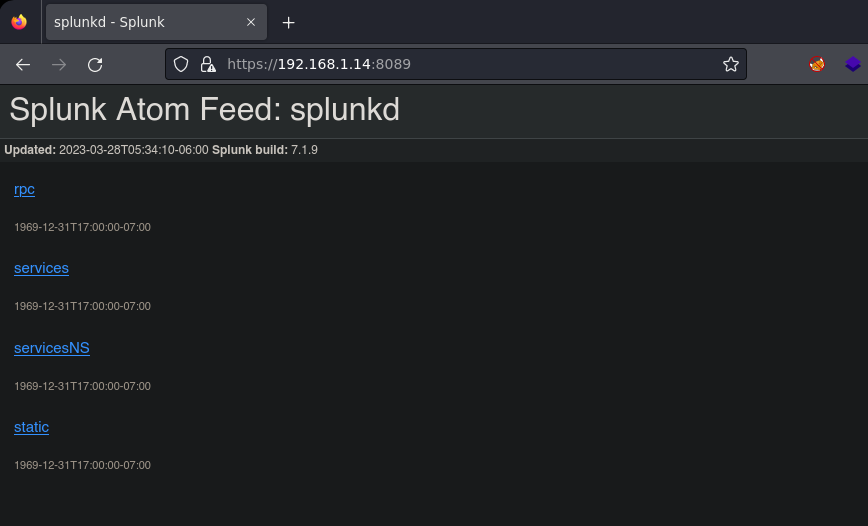 splunkd - Splunk
https://192.168.1.14:8089
Splunk Atom Feed: splunkd
Updated: 2023-03-28T05:34:10-06:00 Splunk build: 7.1.9
rpc
1969-12-31T17:00:00-07:00
services
1969-12-31T17:00:00-07:00
servicesNS
1969-12-31T17:00:00-07:00
static
1969-12-31T17:00:00-07:00